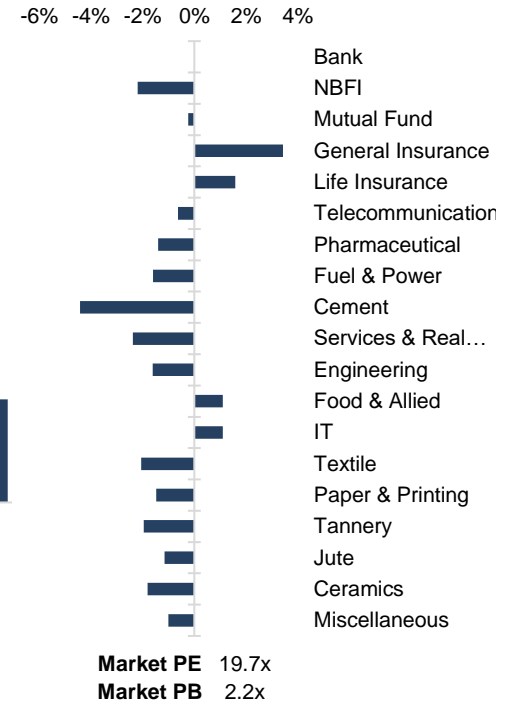 -6% -4% -2% 0% 2% 4%
Bank
NBFI
Mutual Fund
General Insurance
Life Insurance
Telecommunication
Pharmaceutical
Fuel & Power
Cement
Services & Real…
Engineering
Food & Allied
IT
Textile
Paper & Printing
Tannery
Jute
Ceramics
Miscellaneous
Market PE 19.7x
Market PB 2.2x